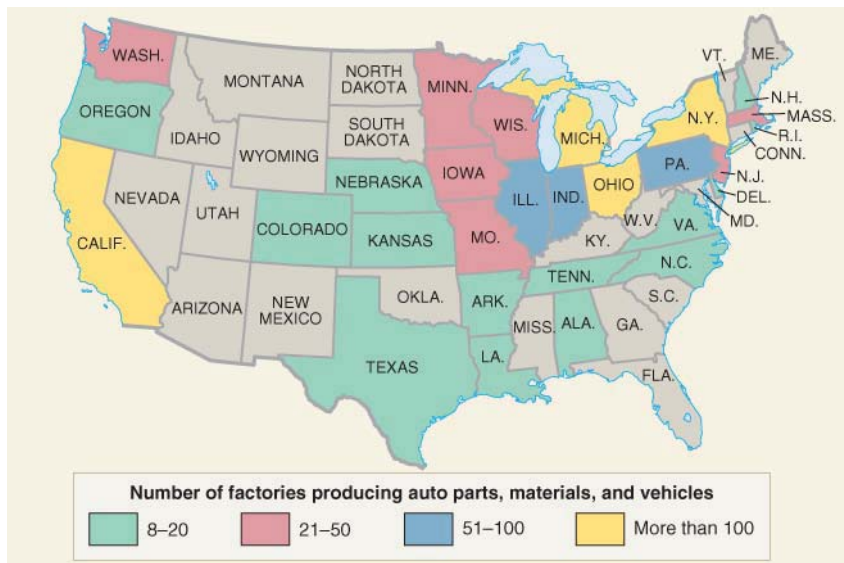 WASH.
MONTANA
NORTH
DAKOTA
MINN.
VT.
ME.
OREGON
IDAHO
SOUTH
DAKOTA
WIS.
MICH.
N.Y.
N.H.
MASS.
R.I.
CONN.
WYOMING
IOWA
NEBRASKA
NEVADA
UTAH
COLORADO
KANSAS
CALIF.
ILL.
IND.
OHIO
PA.
N.J.
DEL.
MD.
MO.
W.V.
VA.
KY.
N.C.
TENN.
ARIZONA
NEW
MEXICO
OKLA.
ARK.
S.C.
MISS.
ALA.
GA.
TEXAS
LA.
FLA.
Number of factories producing auto parts, materials, and vehicles
8–20
21–50
51–100
More than 100